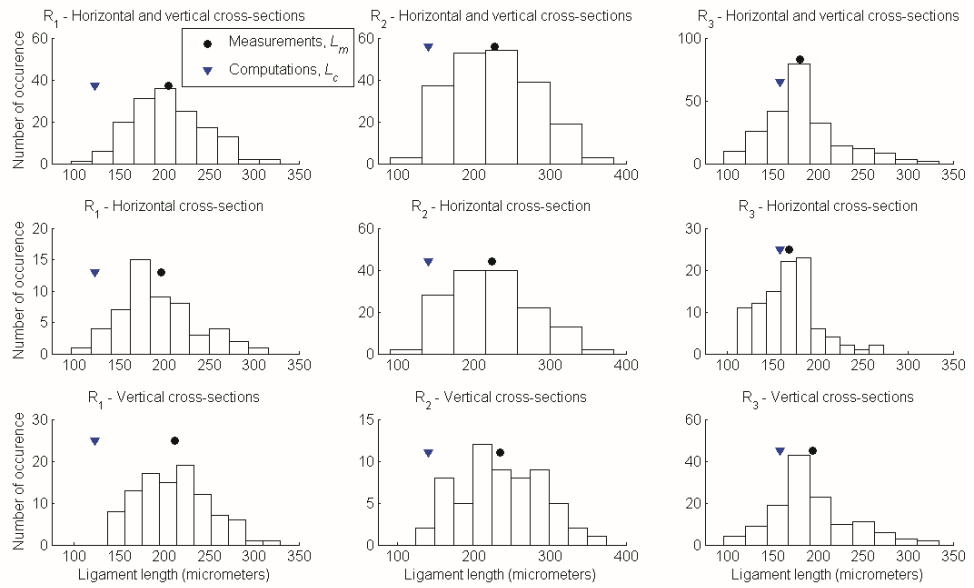 R1 - Horizontal and vertical cross-sections
R2 - Horizontal and vertical cross-sections
R3 - Horizontal and vertical cross-sections
Measurements, Lm
Computations, Lc
Number of occurence
60
40
20
0
100 150 200 250 300 350
60
40
20
0
100 200 300 400
100
50
0
100 150 200 250 300 350
R1 - Horizontal cross-section
R2 - Horizontal cross-section
R3 - Horizontal cross-section
Number of occurence
20
15
10
5
0
100 150 200 250 300 350
60
40
20
0
100 200 300 400
30
20
10
0
100 150 200 250 300 350
R1 - Vertical cross-sections
R2 - Vertical cross-sections
R3 - Vertical cross-sections
Number of occurence
30
20
10
0
100 150 200 250 300 350
15
10
5
0
100 200 300 400
60
40
20
0
100 150 200 250 300 350
Ligament length (micrometers)
Ligament length (micrometers)
Ligament length (micrometers)